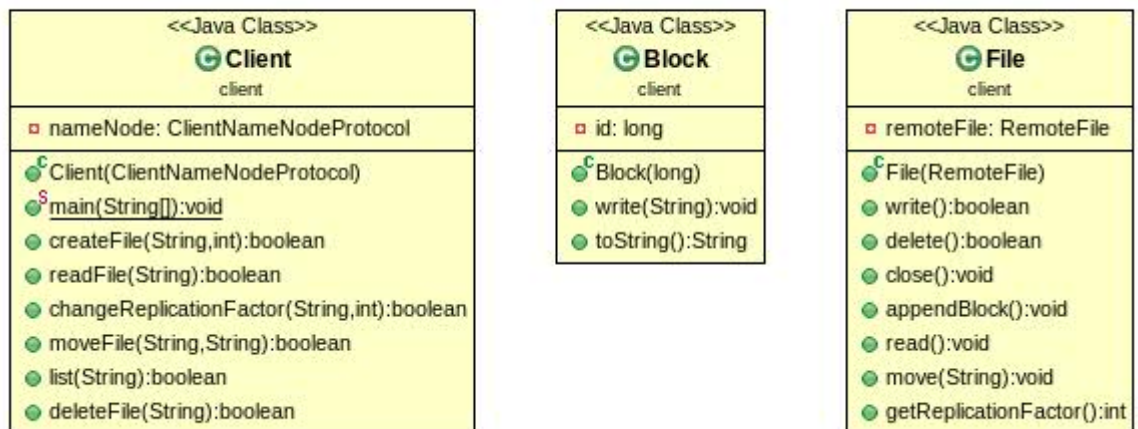 <<Java Class>>
Client
client
nameNode: ClientNameNodeProtocol
Client(ClientNameNodeProtocol)
main(String[]):void
createFile(String,int):boolean
readFile(String):boolean
changeReplicationFactor(String,int):boolean
moveFile(String,String):boolean
list(String):boolean
deleteFile(String):boolean
<<Java Class>>
Block
client
id: long
Block(long)
write(String):void
toString():String
<<Java Class>>
File
client
remoteFile: RemoteFile
File(RemoteFile)
write():boolean
delete():boolean
close():void
appendBlock():void
read():void
move(String):void
getReplicationFactor():int